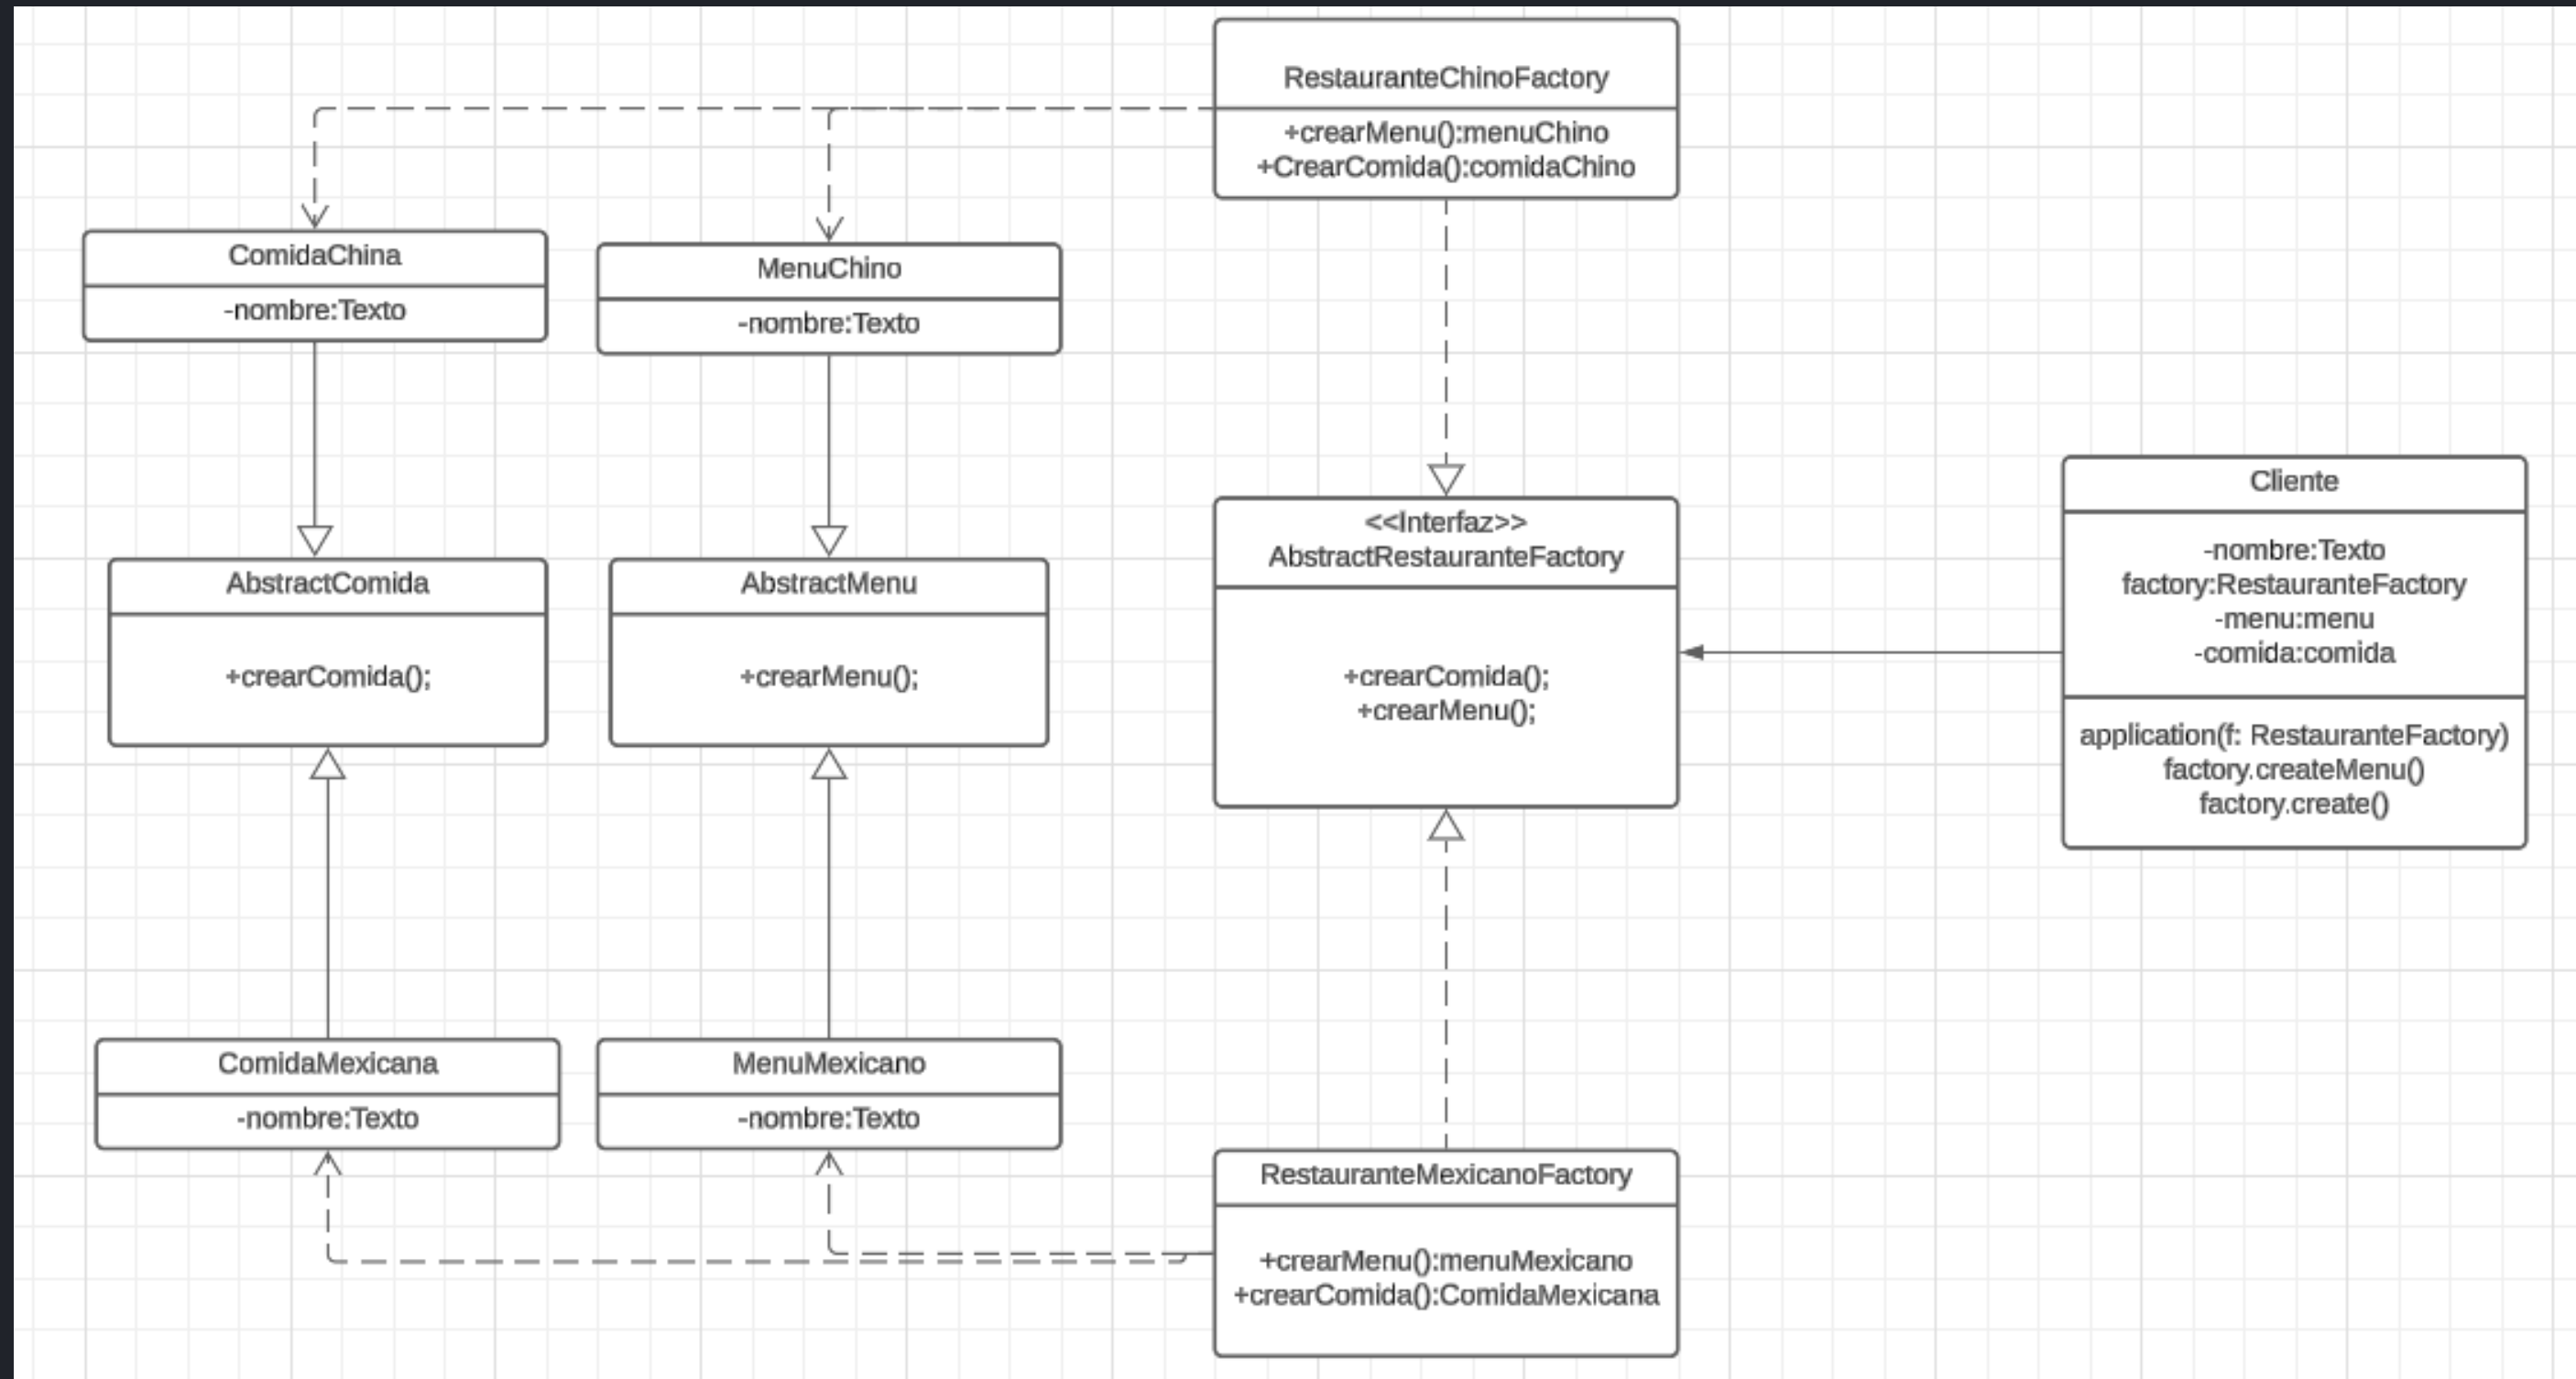 RestauranteChinoFactory
+crearMenu():menuChino
+CrearComida():comidaChino
ComidaChina
-nombre:Texto
MenuChino
-nombre:Texto
AbstractComida
+crearComida();
AbstractMenu
+crearMenu();
<<Interfaz>>
AbstractRestauranteFactory
+crearComida();
+crearMenu();
Cliente
-nombre:Texto
factory:RestauranteFactory
-menu:menu
-comida:comida
application(f: RestauranteFactory)
factory.createMenu()
factory.create()
ComidaMexicana
-nombre:Texto
MenuMexicano
-nombre:Texto
RestauranteMexicanoFactory
+crearMenu():menuMexicano
+crearComida():ComidaMexicana